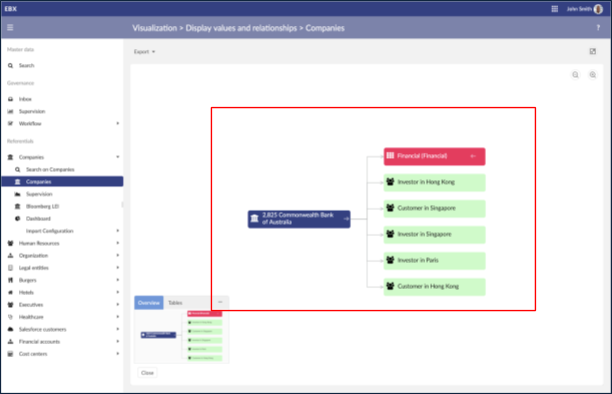 EBX
John Smith
Visualization > Display values and relationships > Companies
?
Master data
Search
Governance
Inbox
Supervision
Workflow
Referentials
Companies
Search on Companies
Companies
Supervision
Bloomberg LEI
Dashboard
Import Configuration
Human Resources
Organization
Legal entities
Burgers
Hotels
Executives
Healthcare
Salesforce customers
Financial accounts
Cost centers
Export
Financial (Financial)
Investor in Hong Kong
Customer in Singapore
2,825 Commonwealth Bank
of Australia
Investor in Singapore
Investor in Paris
Customer in Hong Kong
Overview
Tables
Close